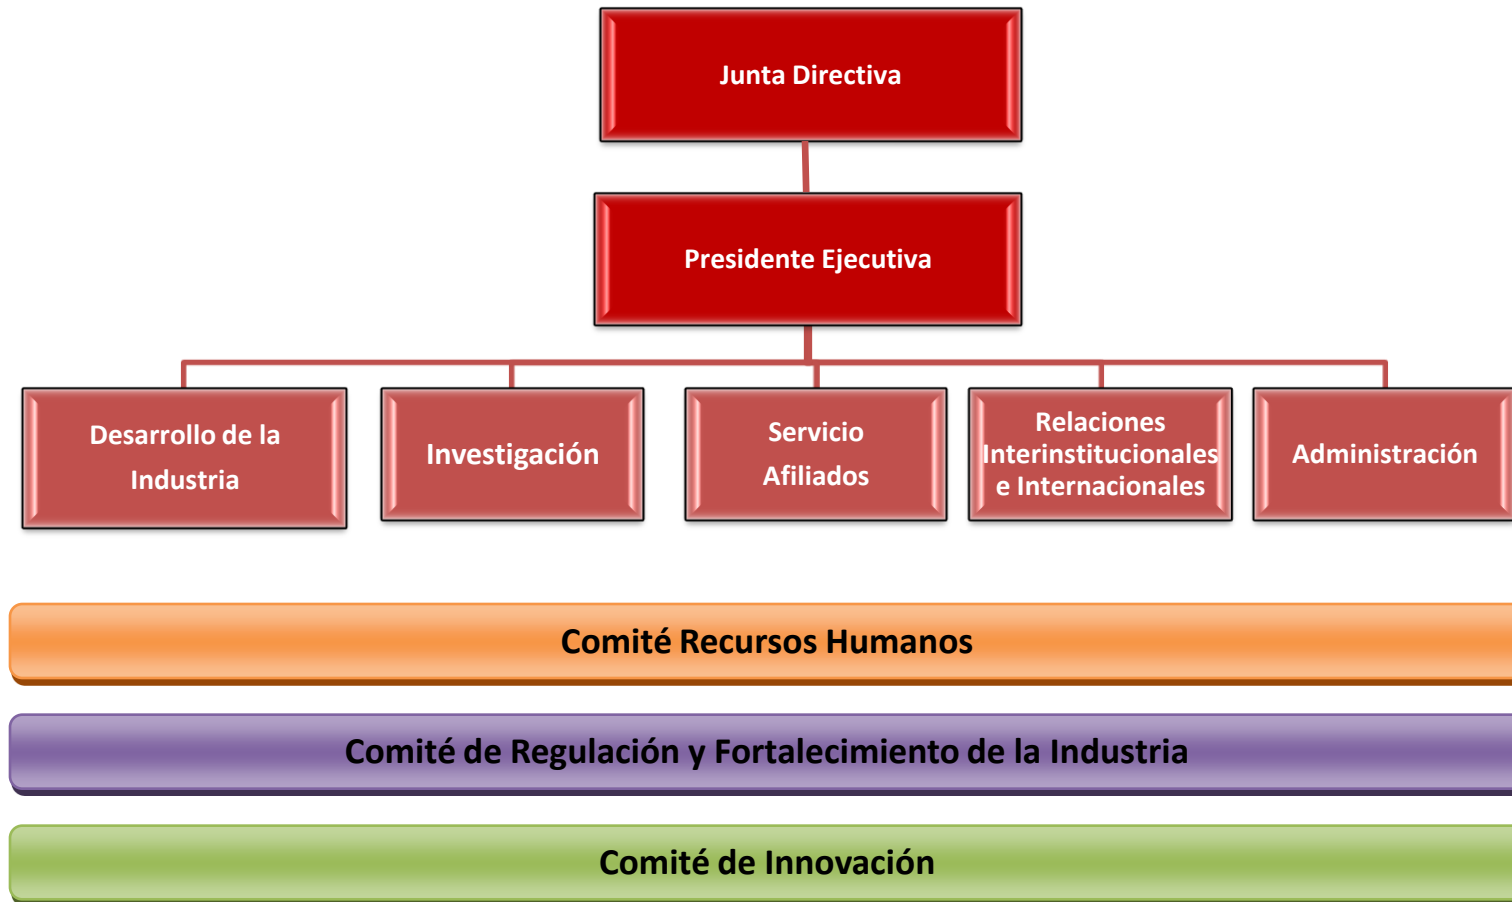 Junta Directiva
Presidente Ejecutiva
Desarrollo de la
Industria
Investigación
Servicio
Afiliados
Relaciones
Interinstitucionales
e Internacionales
Administración
Comité Recursos Humanos
Comité de Regulación y Fortalecimiento de la Industria
Comité de Innovación